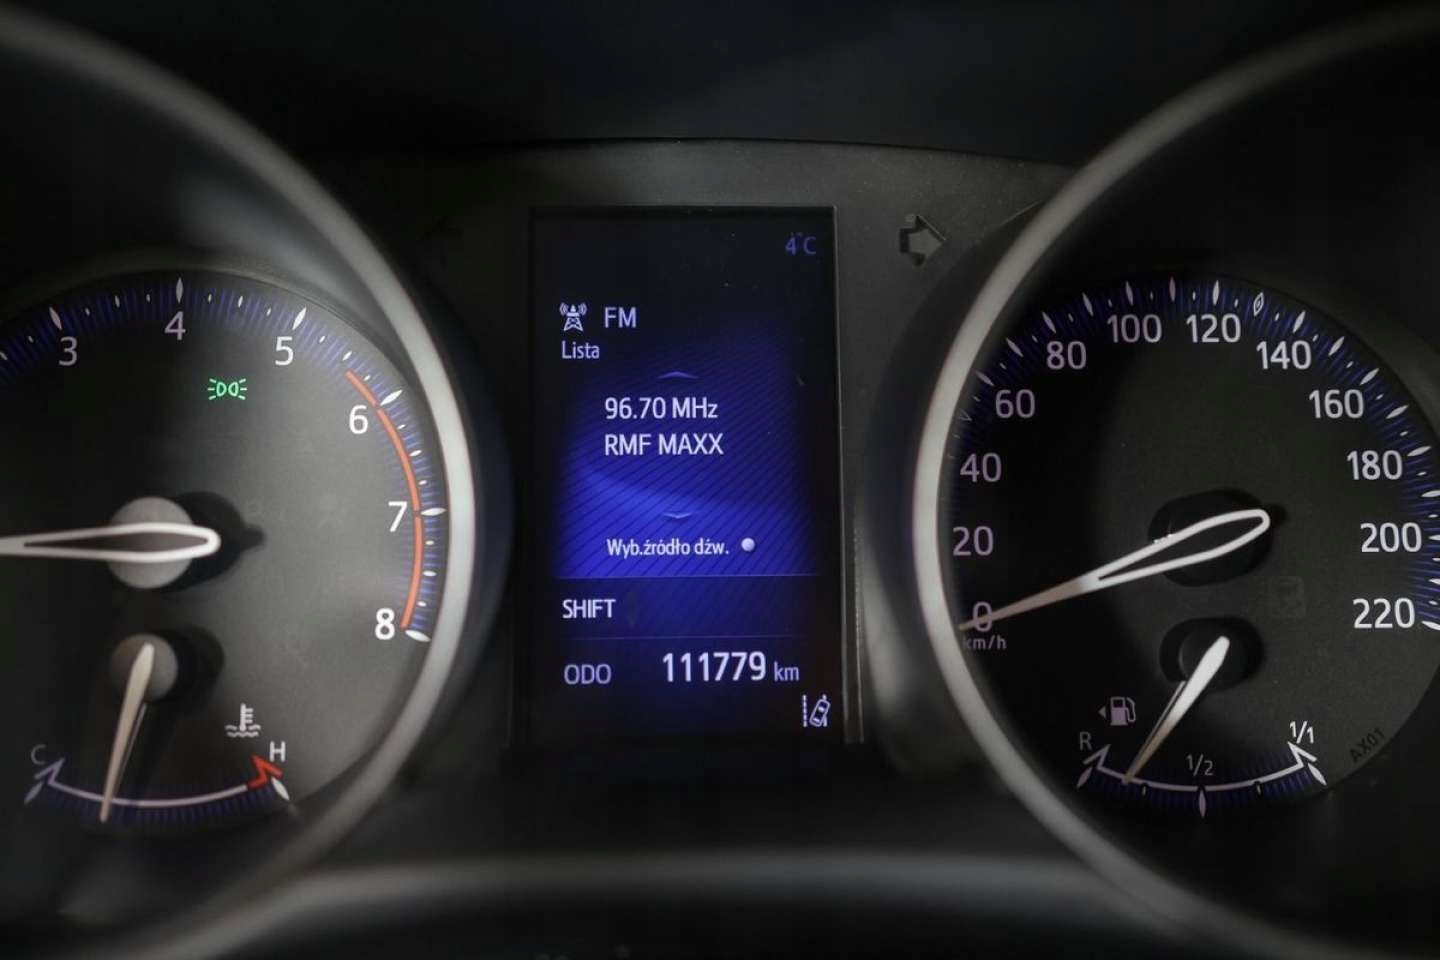 3
4
5
6
7
8
C
H
4°C
FM
Lista
96.70 MHz
RMF MAXX
Wyb.źródło dźw.
SHIFT
ODO 111779 km
0
20
40
60
80
100
120
140
160
180
200
220
km/h
R
1/2
1/1
AX01